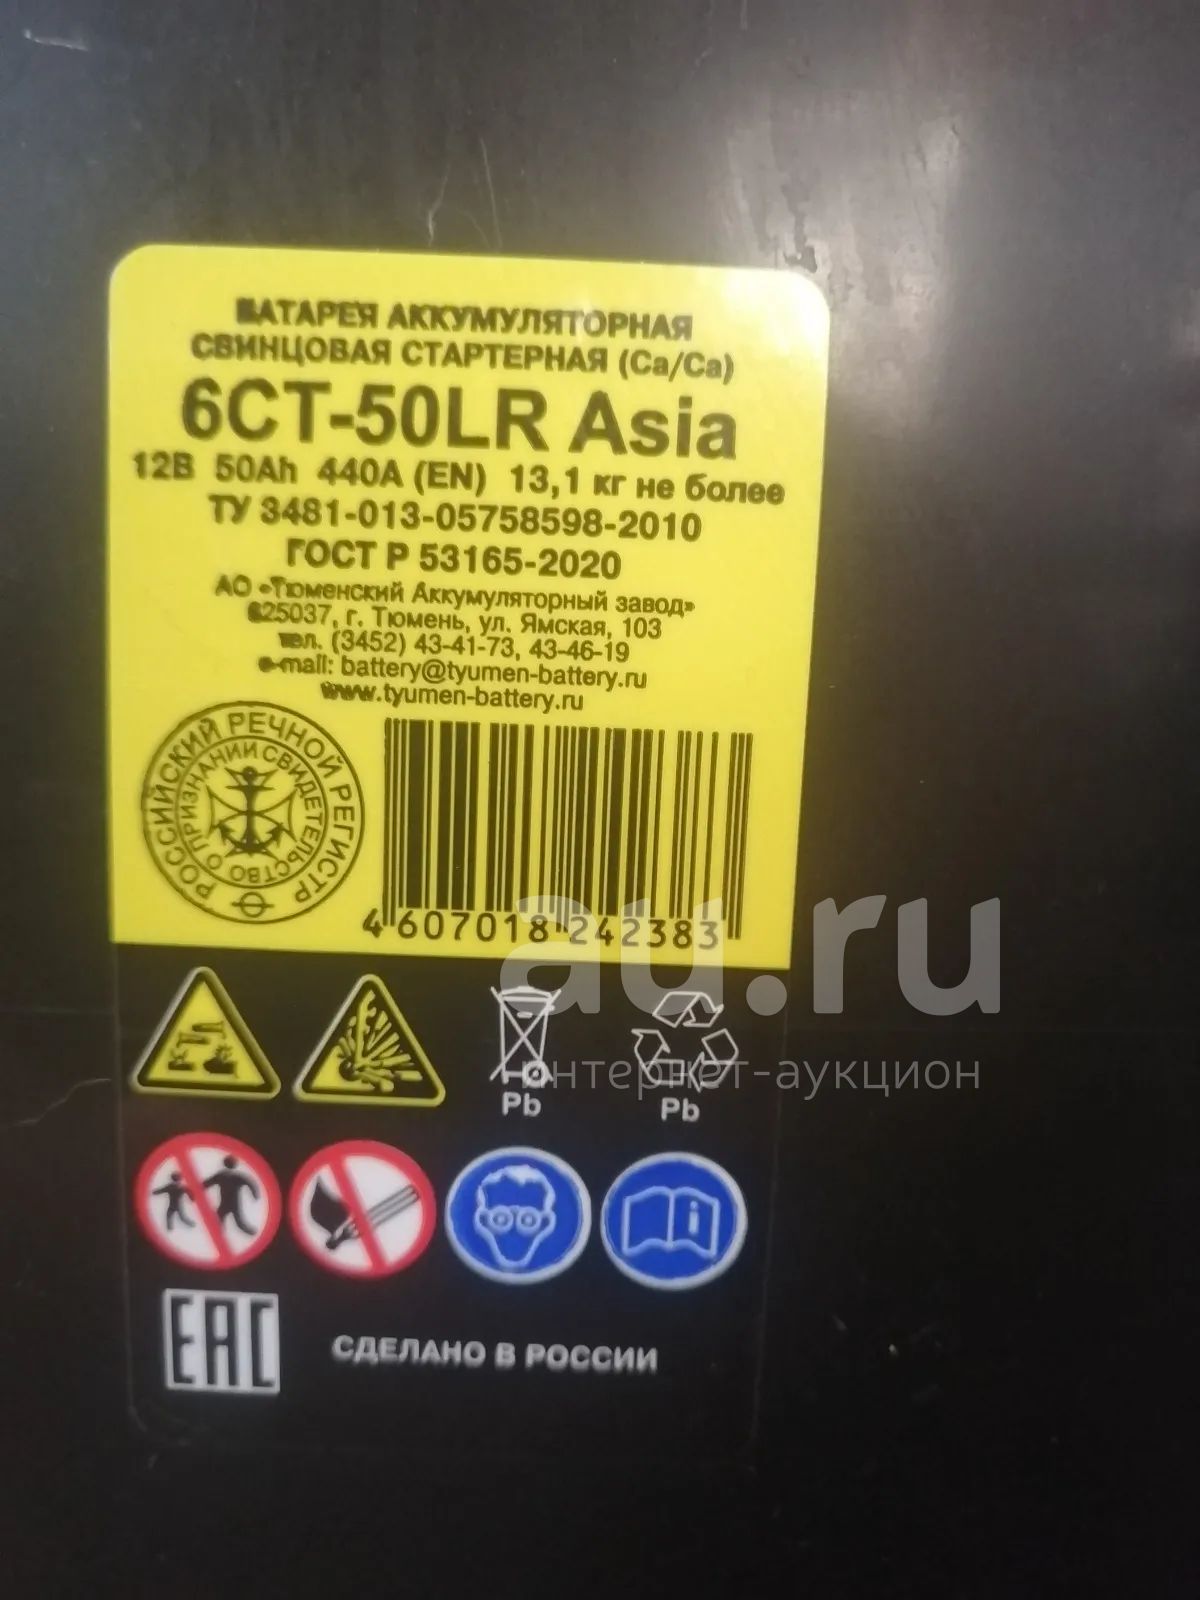 БАТАРЕЯ АККУМУЛЯТОРНАЯ
СВИНЦОВАЯ СТАРТЕРНАЯ (Ca/Ca)
6СТ-50LR Asia
12В 50Ah 440А (EN) 13,1 кг не более
ТУ 3481-013-05758598-2010
ГОСТ Р 53165-2020
АО «Тюменский Аккумуляторный завод»
625037, г. Тюмень, ул. Ямская, 103
тел. (3452) 43-41-73, 43-46-19
e-mail: battery@tyumen-battery.ru
www.tyumen-battery.ru
РОССИЙСКИЙ РЕЧНОЙ РЕГИСТР
СВИДЕТЕЛЬСТВО О ПРИЗНАНИИ
4 607018 242383
au.ru
интернет-аукцион
Pb
Pb
EAC
СДЕЛАНО В РОССИИ